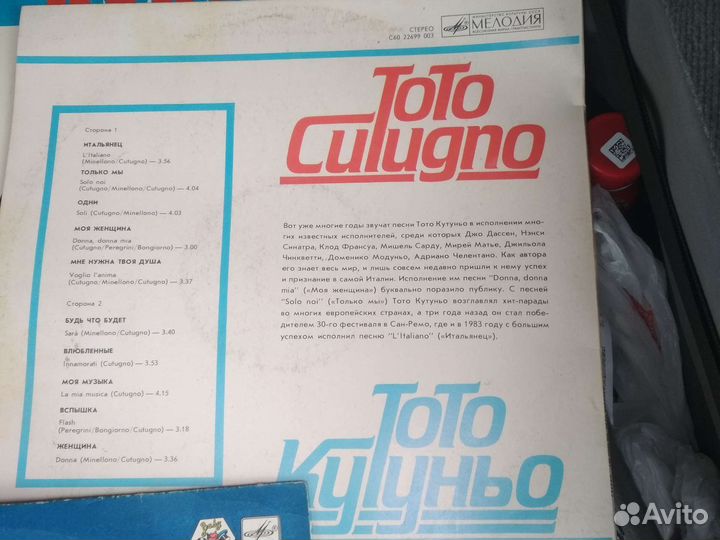 СТЕРЕО
С60 22699 003
МЕЛОДИЯ
Toto
Cutugno
Сторона 1
ИТАЛЬЯНЕЦ
L'Italiano
(Minellono/Cutugno) — 3.56
ТОЛЬКО МЫ
Solo noi
(Cutugno/Minellono/Cutugno) — 4.04
ОДНИ
Soli (Cutugno/Minellono) — 4.03
МОЯ ЖЕНЩИНА
Donna, donna mia
(Cutugno/Peregrini/Bongiorno) — 3.00
МНЕ НУЖНА ТВОЯ ДУША
Voglio l'anima
(Cutugno/Minellono/Cutugno) — 3.37
Сторона 2
БУДЬ ЧТО БУДЕТ
Sarà (Minellono/Cutugno) — 3.40
ВЛЮБЛЕННЫЕ
Innamorati (Cutugno) — 3.53
МОЯ МУЗЫКА
La mia musica (Cutugno) — 4.15
ВСПЫШКА
Flash
(Peregrini/Bongiorno/Cutugno) — 3.18
ЖЕНЩИНА
Donna (Minellono/Cutugno) — 3.36
Вот уже многие годы звучат песни Тото Кутуньо в исполнении мно-
гих известных исполнителей, среди которых Джо Дассен, Нэнси
Синатра, Клод Франсуа, Мишель Сарду, Мирей Матье, Джильола
Чинкветти, Доменико Модуньо, Адриано Челентано. Как автора
его знает весь мир, и лишь совсем недавно пришли к нему успех
и признание в самой Италии. Исполнение им песни "Donna, donna
mia" («Моя женщина») буквально поразило публику. С песней
"Solo noi" («Только мы») Тото Кутуньо возглавлял хит-парады
во многих европейских странах, а три года назад он стал побе-
дителем 30-го фестиваля в Сан-Ремо, где и в 1983 году с большим
успехом исполнил песню "L'Italiano" («Итальянец»).
Тото
Кутуньо
Avito